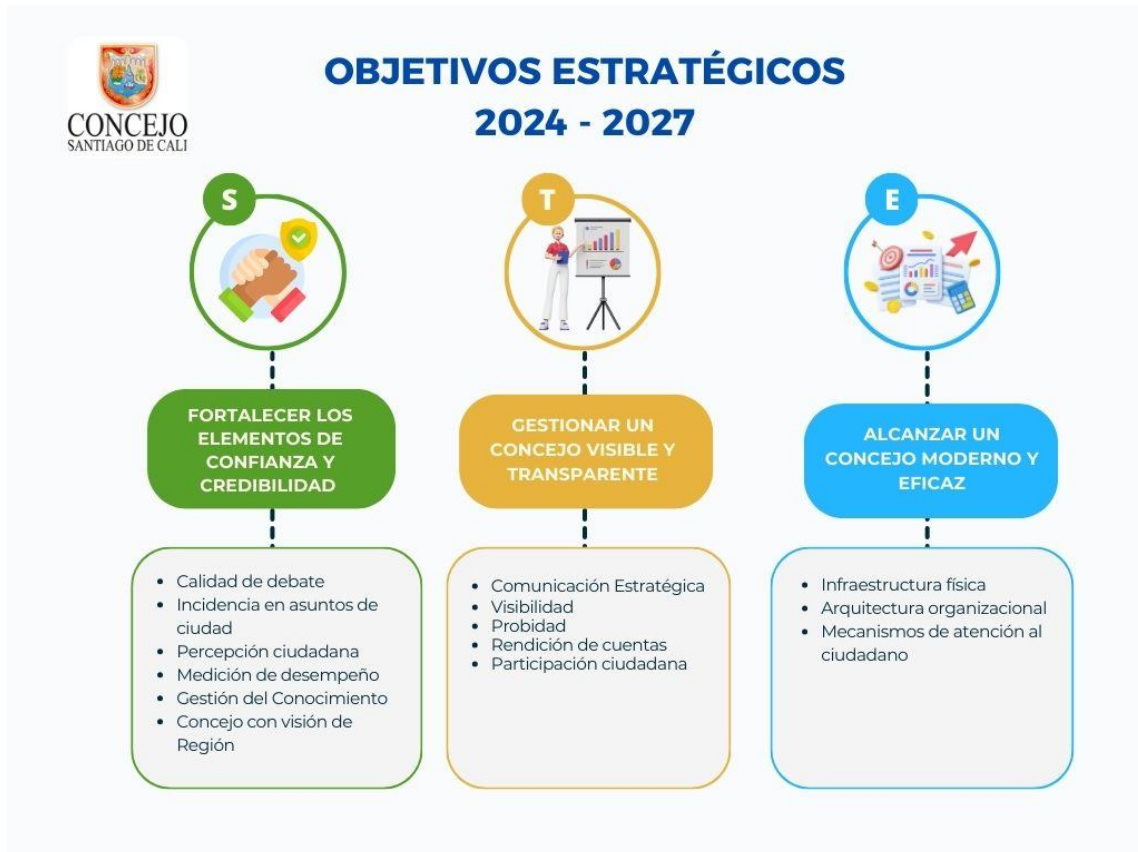 CONCEJO
SANTIAGO DE CALI
OBJETIVOS ESTRATÉGICOS
2024 - 2027
S
FORTALECER LOS
ELEMENTOS DE
CONFIANZA Y
CREDIBILIDAD
• Calidad de debate
• Incidencia en asuntos de
ciudad
• Percepción ciudadana
• Medición de desempeño
• Gestión del Conocimiento
• Concejo con visión de
Región
T
GESTIONAR UN
CONCEJO VISIBLE Y
TRANSPARENTE
• Comunicación Estratégica
• Visibilidad
• Probidad
• Rendición de cuentas
• Participación ciudadana
E
ALCANZAR UN
CONCEJO MODERNO Y
EFICAZ
• Infraestructura física
• Arquitectura organizacional
• Mecanismos de atención al
ciudadano